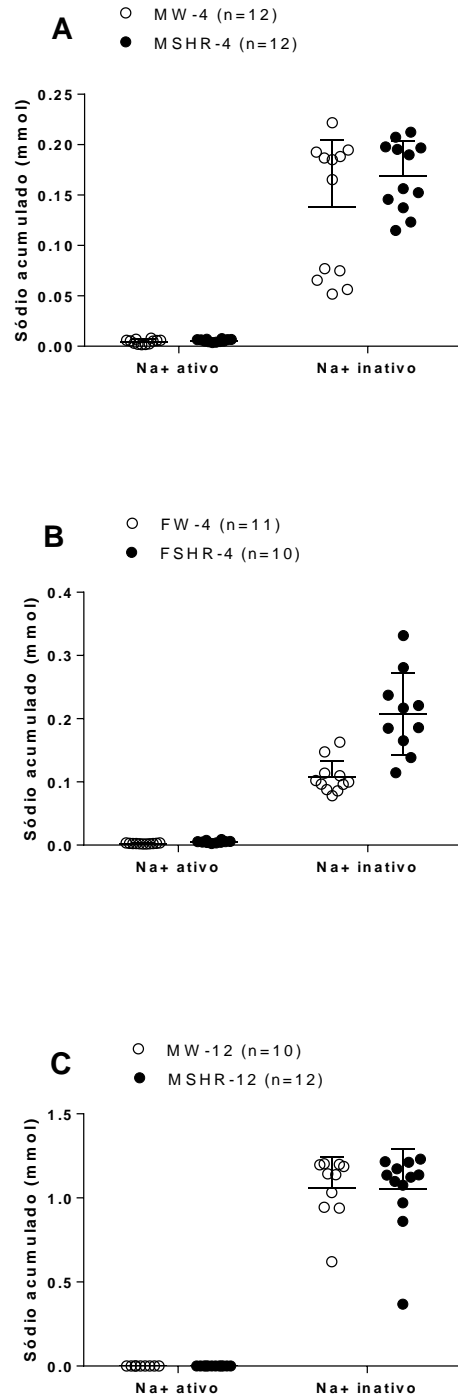 A
MW-4 (n=12)
MSHR-4 (n=12)
Sódio acumulado (mmol)
0.25
0.20
0.15
0.10
0.05
0.00
Na+ ativo
Na+ inativo
B
FW-4 (n=11)
FSHR-4 (n=10)
Sódio acumulado (mmol)
0.4
0.3
0.2
0.1
0.0
Na+ ativo
Na+ inativo
C
MW-12 (n=10)
MSHR-12 (n=12)
Sódio acumulado (mmol)
1.5
1.0
0.5
0.0
Na+ ativo
Na+ inativo